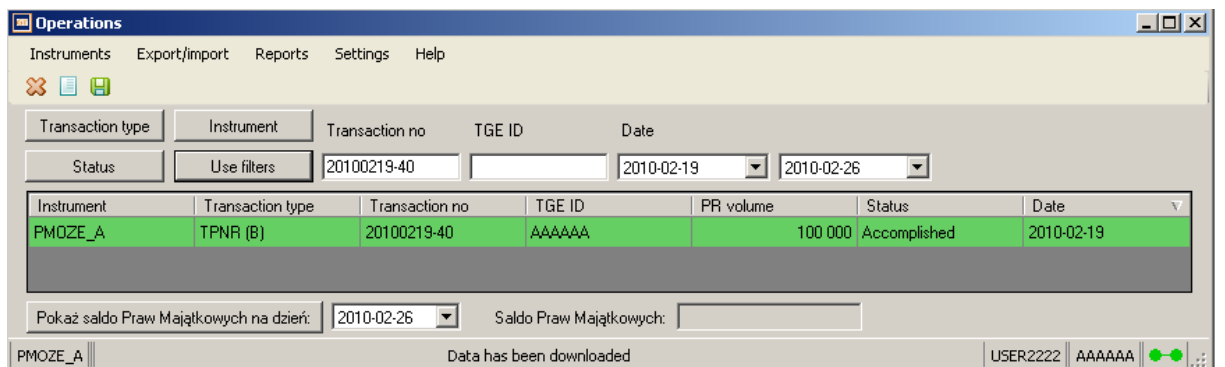 Operations
Instruments Export/import Reports Settings Help
Transaction type Instrument Transaction no TGE ID Date
Status Use filters 20100219-40 2010-02-19 2010-02-26
Instrument Transaction type Transaction no TGE ID PR volume Status Date
PMOZE_A TPNR (B) 20100219-40 AAAAAA 100 000 Accomplished 2010-02-19
Pokaż saldo Praw Majątkowych na dzień: 2010-02-26 Saldo Praw Majątkowych:
PMOZE_A Data has been downloaded USER2222 AAAAAA